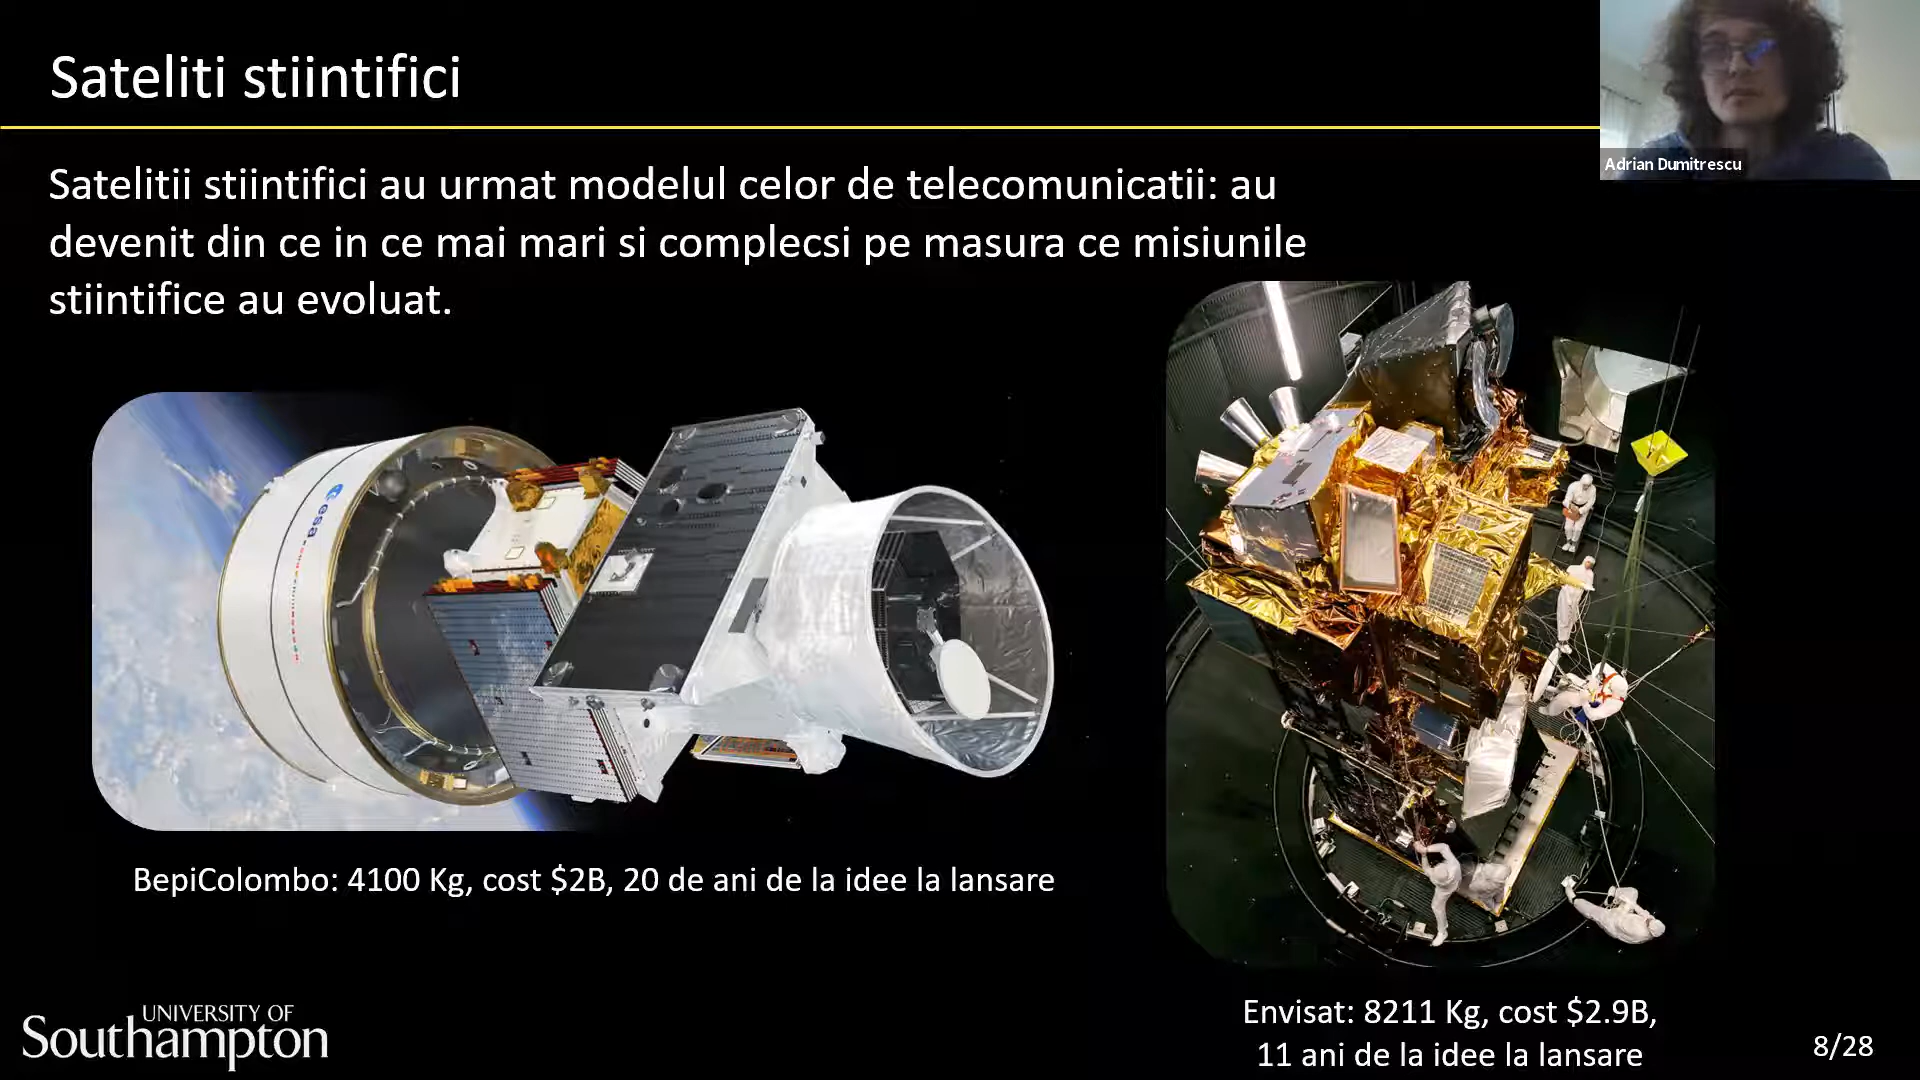 Sateliti stiintifici
Adrian Dumitrescu
Satelitii stiintifici au urmat modelul celor de telecomunicatii: au
devenit din ce in ce mai mari si complecsi pe masura ce misiunile
stiintifice au evoluat.
esa
BepiColombo: 4100 Kg, cost $2B, 20 de ani de la idee la lansare
Envisat: 8211 Kg, cost $2.9B,
11 ani de la idee la lansare
UNIVERSITY OF
Southampton
8/28